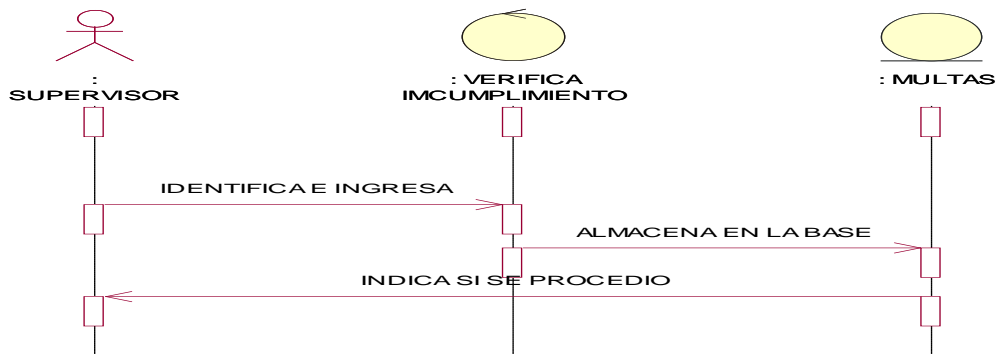 :
SUPERVISOR
: VERIFICA
IMCUMPLIMIENTO
: MULTAS
IDENTIFICA E INGRESA
ALMACENA EN LA BASE
INDICA SI SE PROCEDIO